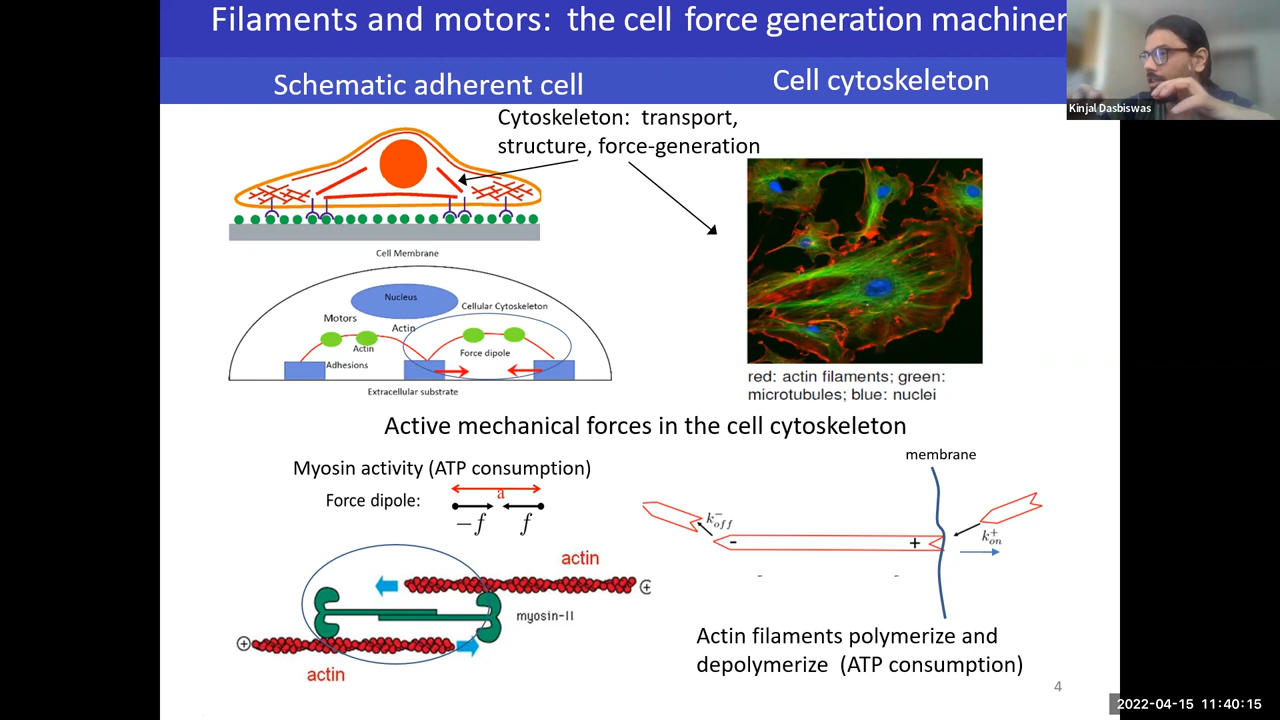 Filaments and motors: the cell force generation machiner
Schematic adherent cell
Cell cytoskeleton
Kinjal Dasbiswas
Cytoskeleton: transport,
structure, force-generation
Cell Membrane
Nucleus
Cellular Cytoskeleton
Motors
Actin
Actin
Force dipole
Adhesions
Extracellular substrate
red: actin filaments; green:
microtubules; blue: nuclei
Active mechanical forces in the cell cytoskeleton
Myosin activity (ATP consumption)
Force dipole:
a
−f f
actin
myosin-II
actin
membrane
k⁻off
- +
k⁺on
Actin filaments polymerize and
depolymerize (ATP consumption)
4
2022-04-15 11:40:15